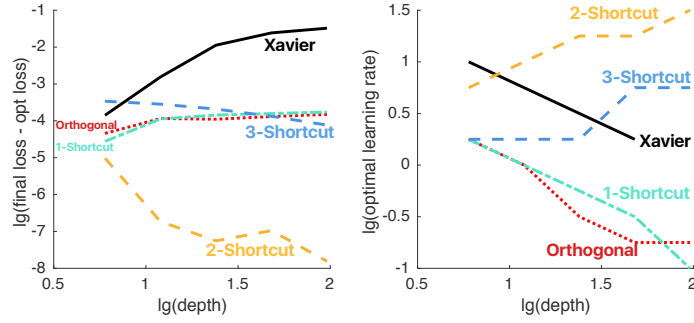 -1
-2
-3
-4
-5
-6
-7
-8
0.5
1
1.5
2
lg(depth)
lg(final loss - opt loss)
Xavier
Orthogonal
1-Shortcut
3-Shortcut
2-Shortcut
1.5
1
0.5
0
-0.5
-1
0.5
1
1.5
2
lg(depth)
lg(optimal learning rate)
2-Shortcut
3-Shortcut
Xavier
1-Shortcut
Orthogonal